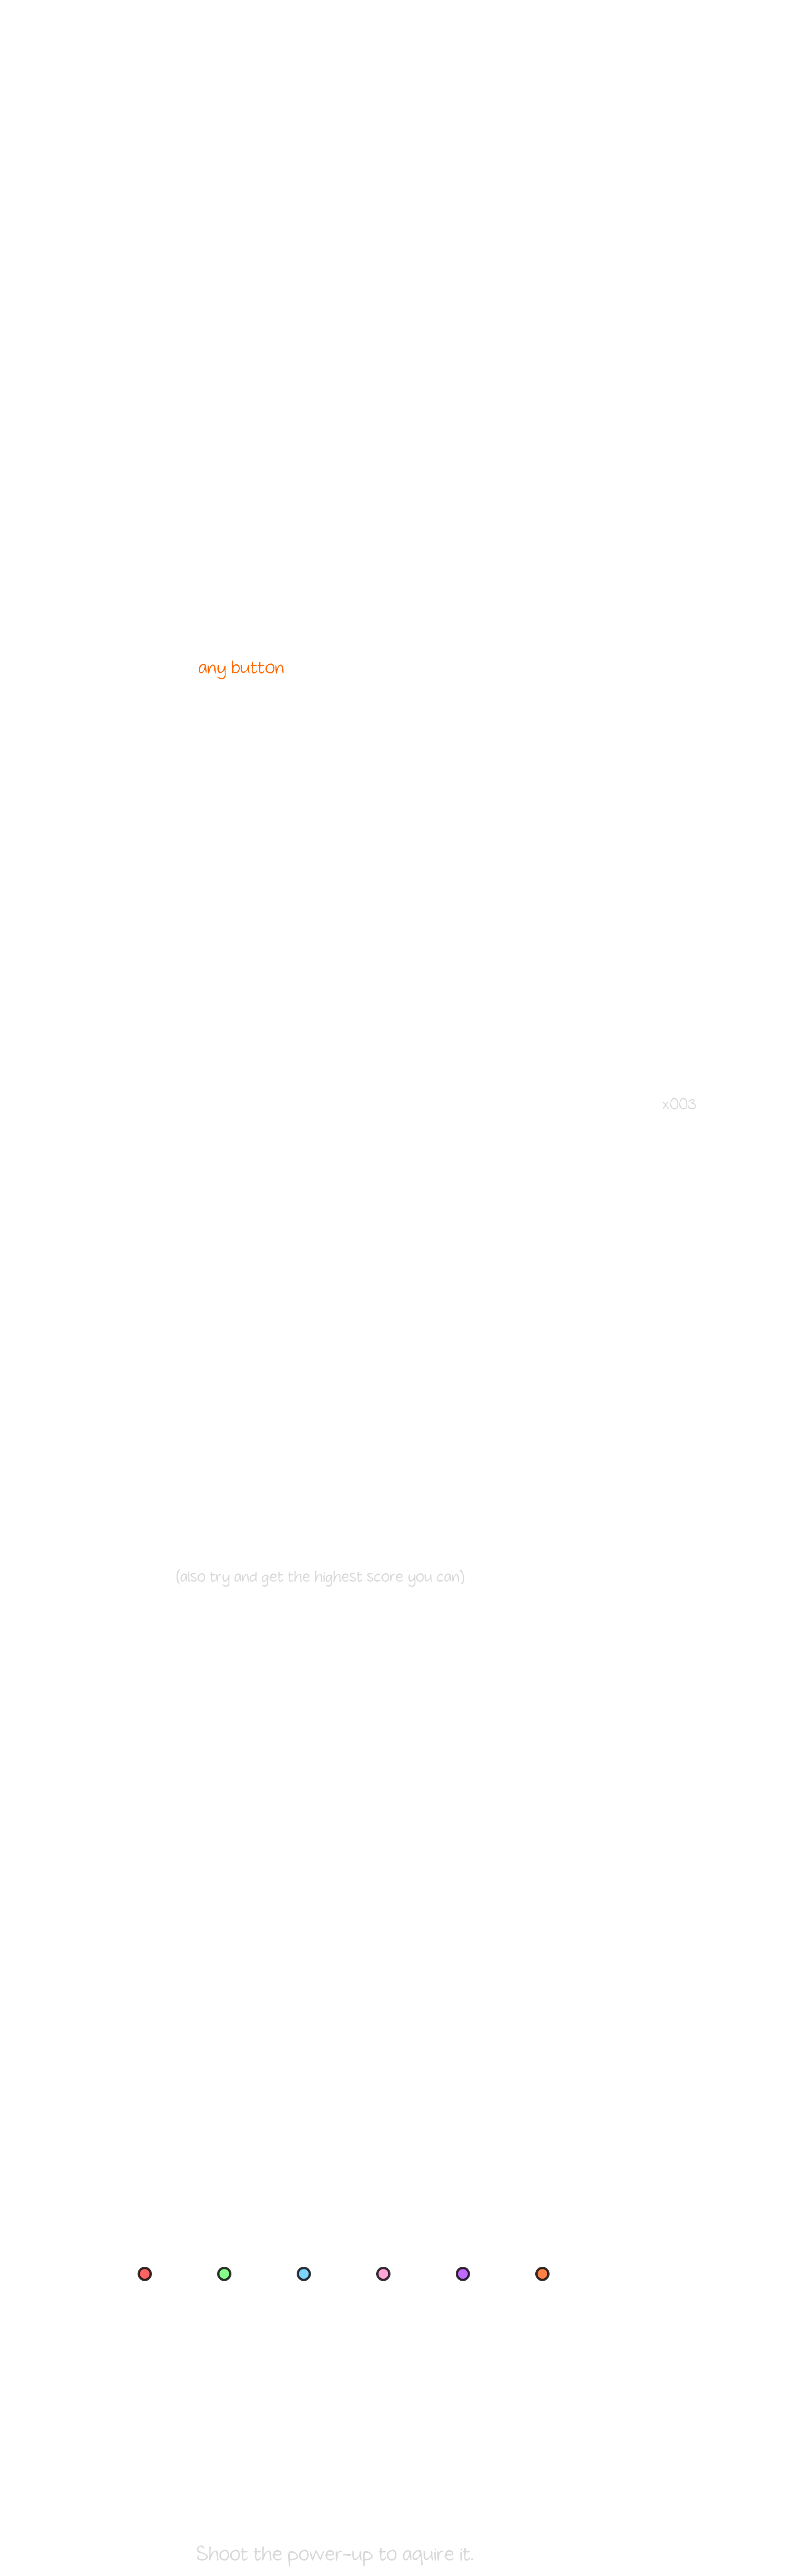 any button
x003
(also try and get the highest score you can)
Shoot the power-up to aquire it.